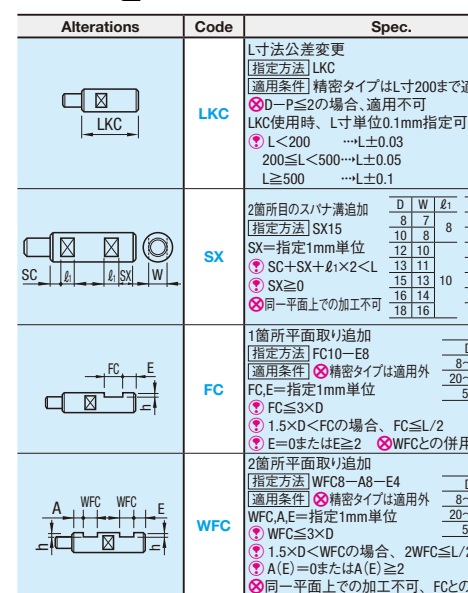 Alterations Code Spec.
LKC
LKC
L寸法公差変更
指定方法 LKC
適用条件 精密タイプはL寸200まで
D－P≦2の場合、適用不可
LKC使用時、L寸単位0.1mm指定可
L<200 …→L±0.03
200≦L<500…→L±0.05
L≧500 …→L±0.1
SC ℓ1 ℓ1 SX W
SX
2箇所目のスパナ溝追加
指定方法 SX15
SX＝指定1mm単位
SC＋SX＋ℓ1×2<L
SX≧0
同一平面上での加工不可
D W ℓ1
8 7 8
10 8
12 10 10
13 11
15 13
16 14
18 16
FC E
h
FC
1箇所平面取り追加
指定方法 FC10－E8
適用条件 精密タイプは適用外
FC,E＝指定1mm単位
FC≦3×D
1.5×D<FCの場合、FC≦L/2
E＝0またはE≧2 WFCとの併用
D
8~
20~
5
A WFC WFC E
h h
WFC
2箇所平面取り追加
指定方法 WFC8－A8－E4
適用条件 精密タイプは適用外
WFC,A,E＝指定1mm単位
WFC≦3×D
1.5×D<WFCの場合、2WFC≦L/2
A(E)＝0またはA(E)≧2
同一平面上での加工不可、FCとの
D
8~
20~
5